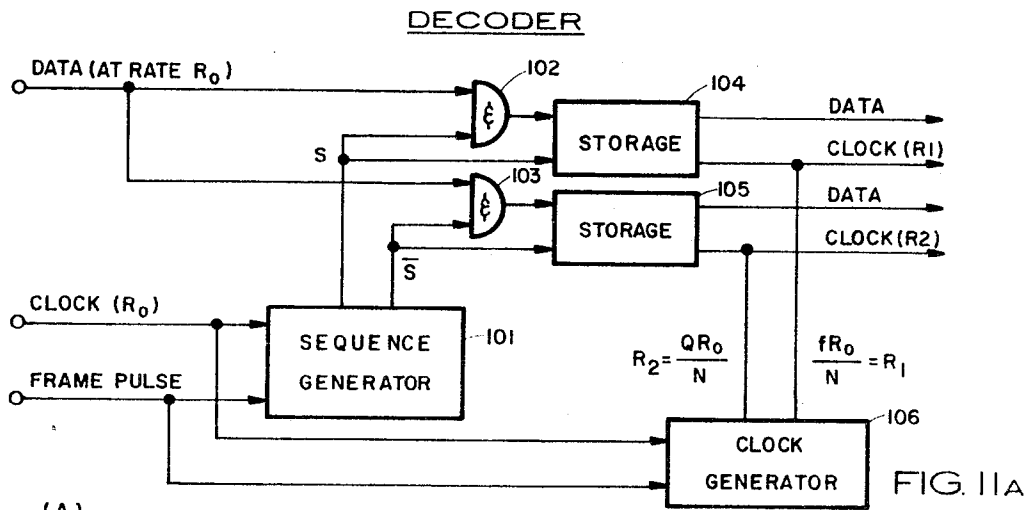 DECODER
DATA (AT RATE R₀)
102
&
104
STORAGE
DATA
CLOCK (R1)
S
103
&
105
STORAGE
DATA
CLOCK (R2)
S̅
CLOCK (R₀)
SEQUENCE
GENERATOR
101
R₂ = QR₀/N
fR₀/N = R₁
FRAME PULSE
106
CLOCK
GENERATOR
FIG. 11A
(A)